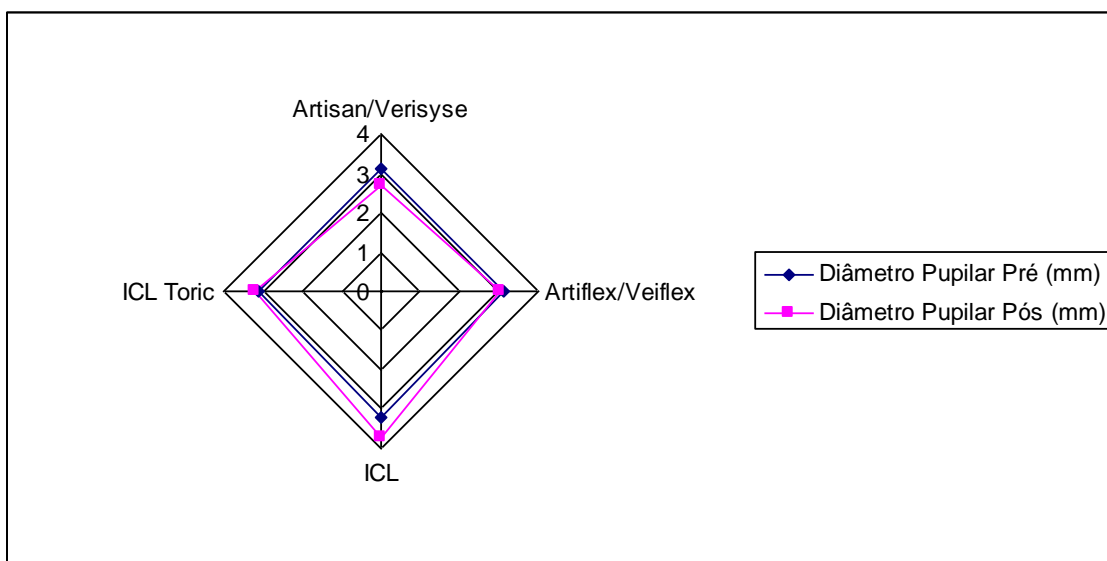 Artisan/Verisyse
4
3
2
1
0
ICL Toric
Artiflex/Veiflex
ICL
Diâmetro Pupilar Pré (mm)
Diâmetro Pupilar Pós (mm)